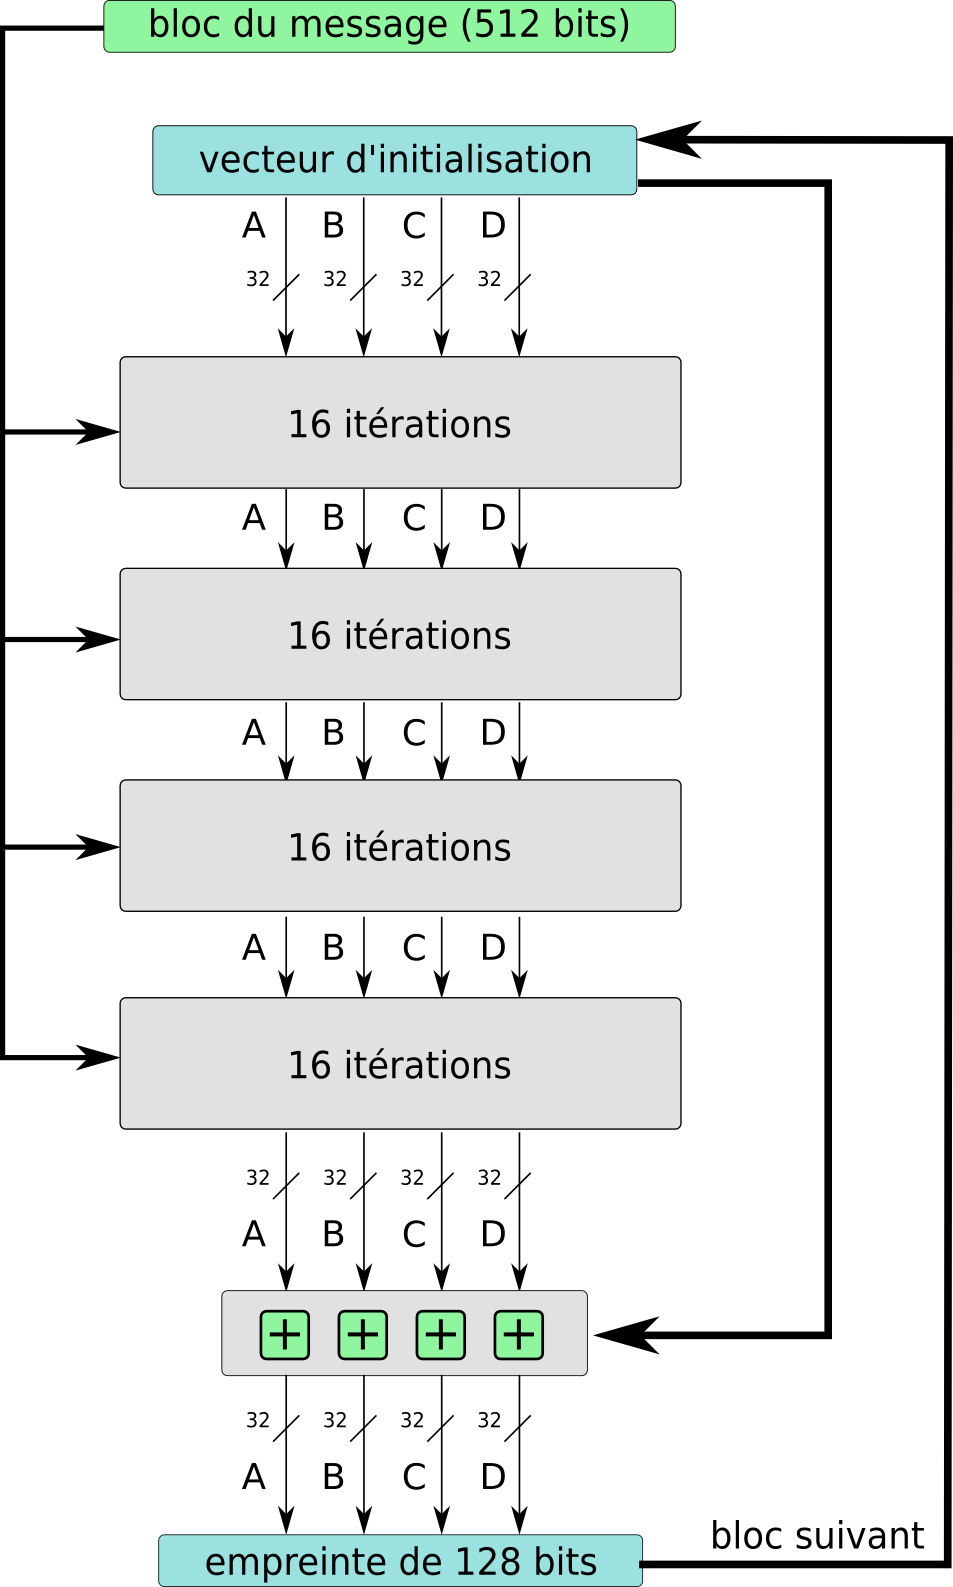 bloc du message (512 bits)
vecteur d'initialisation
A B C D
32 32 32 32
16 itérations
A B C D
16 itérations
A B C D
16 itérations
A B C D
16 itérations
32 32 32 32
A B C D
+ + + +
32 32 32 32
A B C D
bloc suivant
empreinte de 128 bits